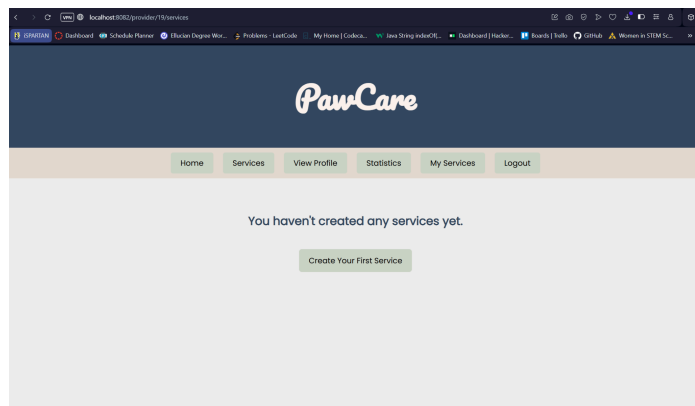 VPN localhost:8082/provider/19/services
iSPARTAN Dashboard Schedule Planner Ellucian Degree Wor... Problems - LeetCode My Home | Codeca... Java String indexOf(... Dashboard | Hacker... Boards | Trello GitHub Women in STEM Sc... »
PawCare
Home Services View Profile Statistics My Services Logout
You haven't created any services yet.
Create Your First Service